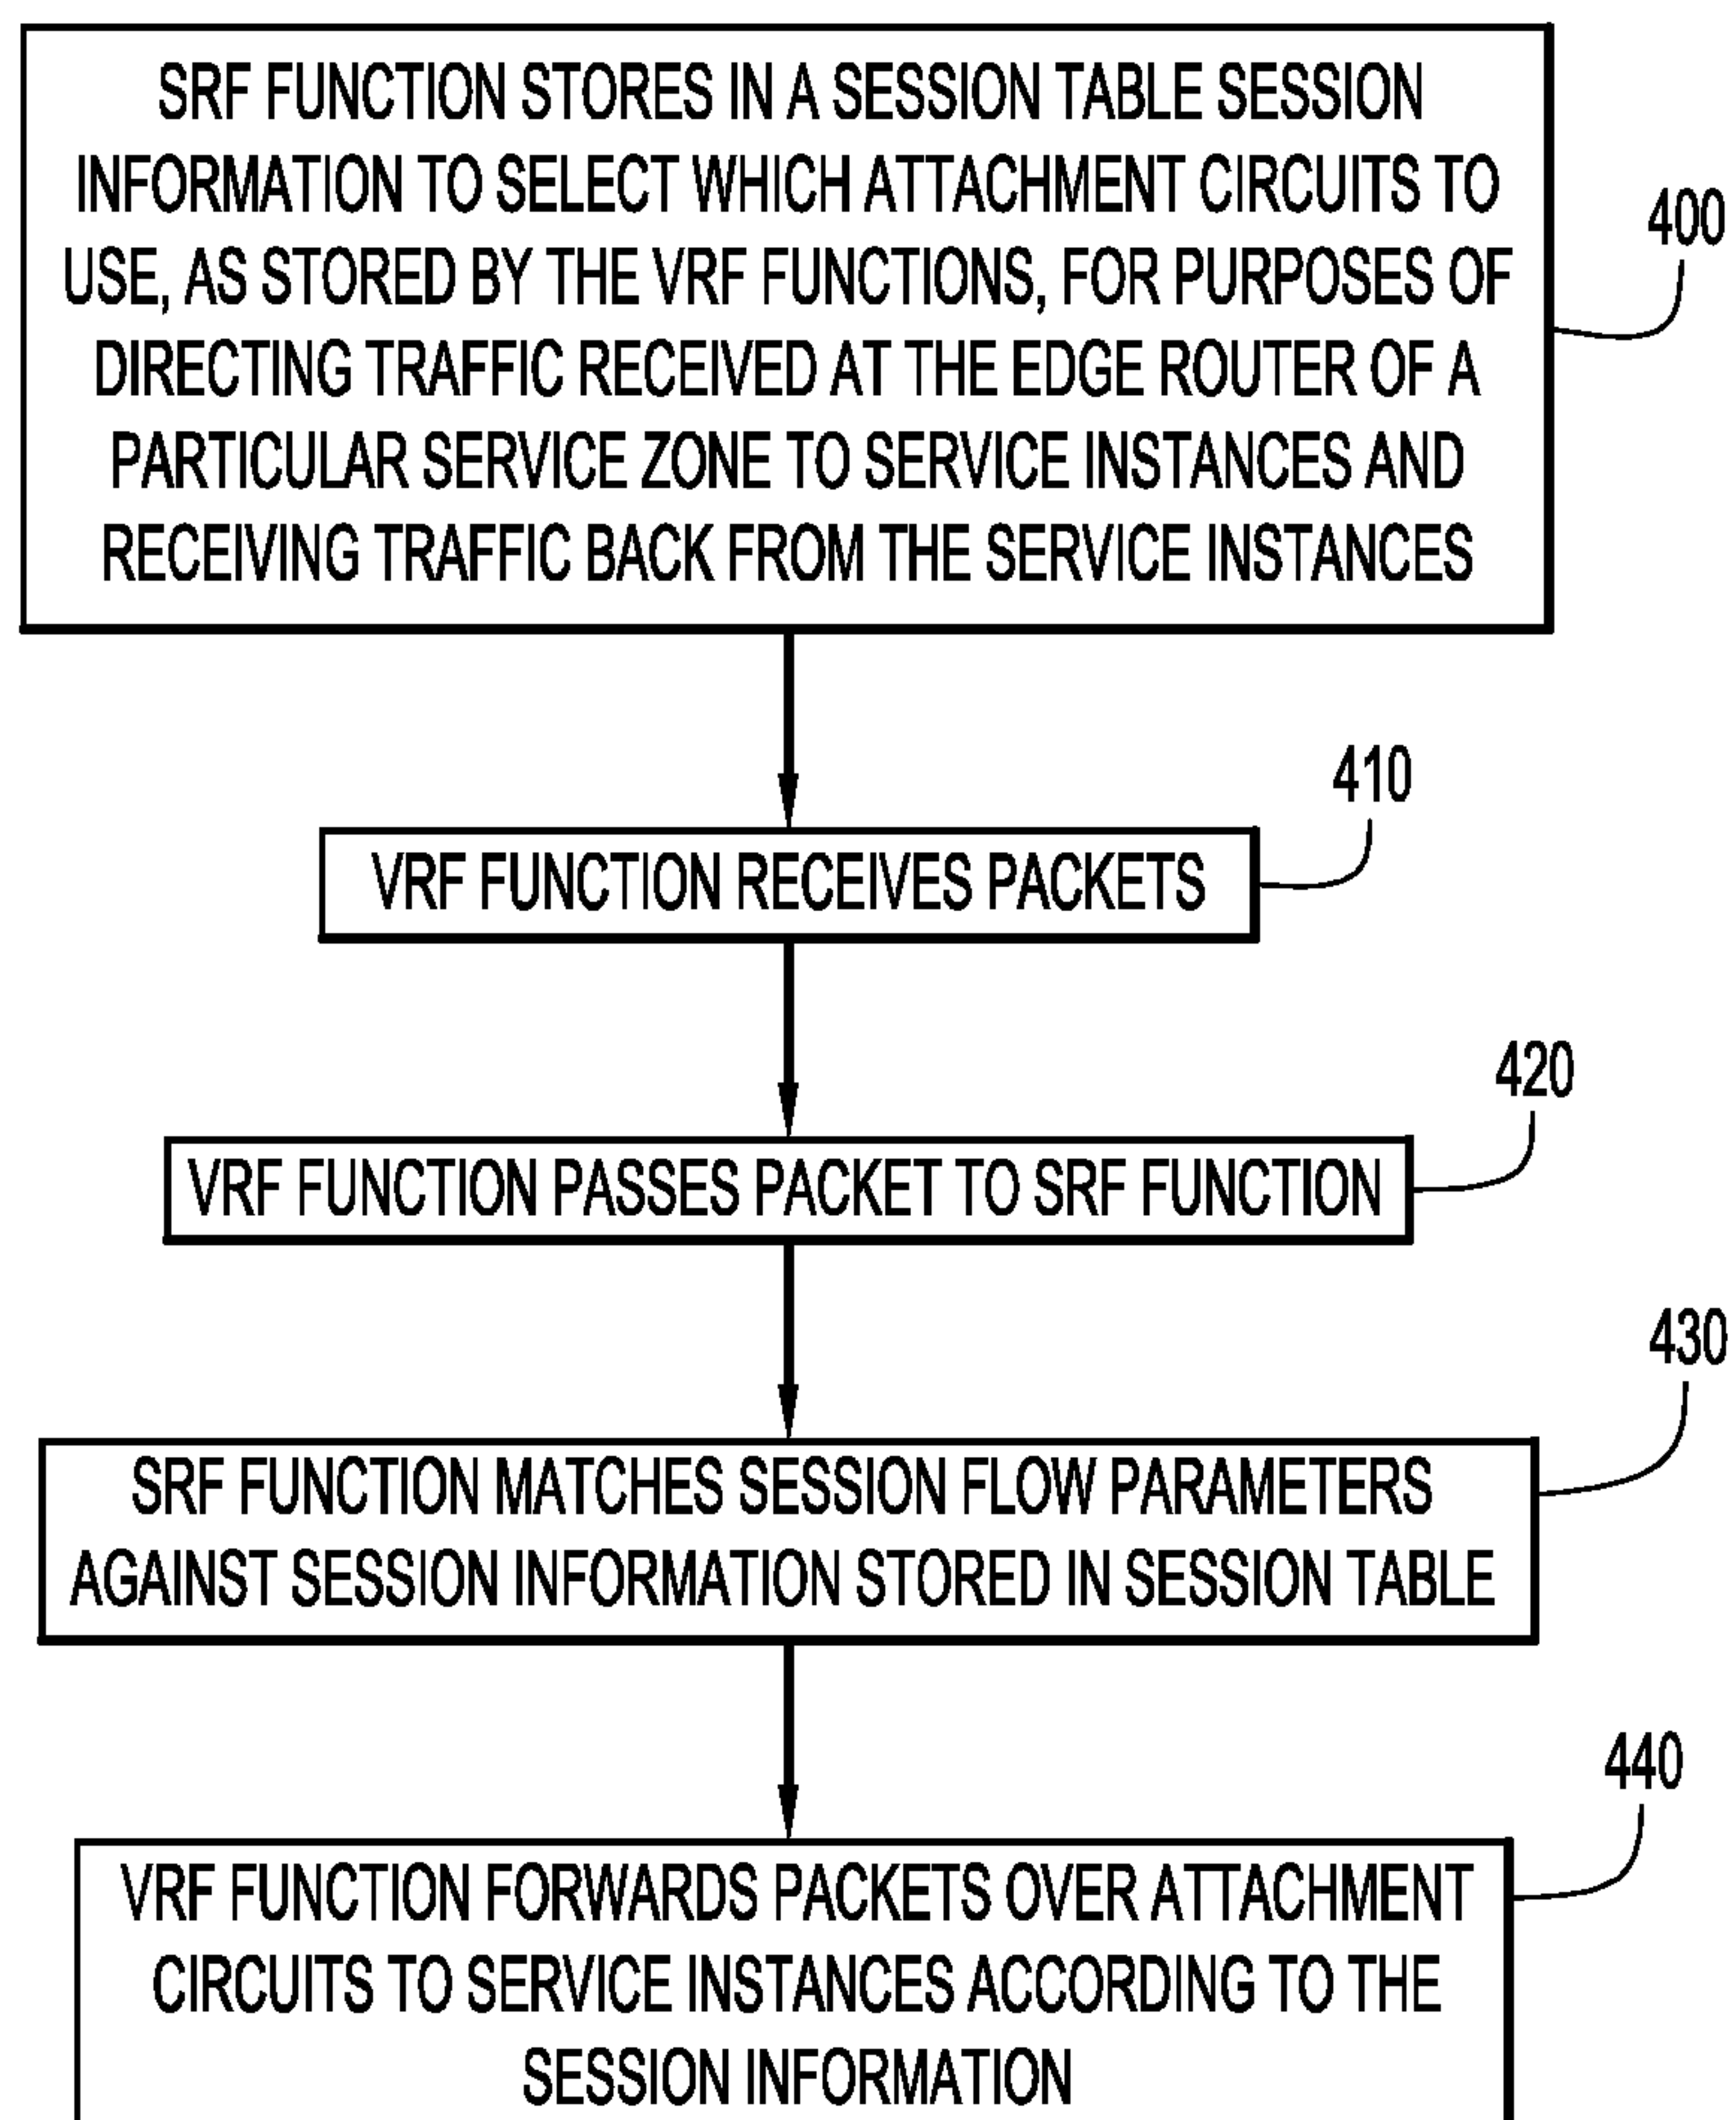 SRF FUNCTION STORES IN A SESSION TABLE SESSION
INFORMATION TO SELECT WHICH ATTACHMENT CIRCUITS TO
USE, AS STORED BY THE VRF FUNCTIONS, FOR PURPOSES OF
DIRECTING TRAFFIC RECEIVED AT THE EDGE ROUTER OF A
PARTICULAR SERVICE ZONE TO SERVICE INSTANCES AND
RECEIVING TRAFFIC BACK FROM THE SERVICE INSTANCES
400
410
VRF FUNCTION RECEIVES PACKETS
420
VRF FUNCTION PASSES PACKET TO SRF FUNCTION
430
SRF FUNCTION MATCHES SESSION FLOW PARAMETERS
AGAINST SESSION INFORMATION STORED IN SESSION TABLE
440
VRF FUNCTION FORWARDS PACKETS OVER ATTACHMENT
CIRCUITS TO SERVICE INSTANCES ACCORDING TO THE
SESSION INFORMATION